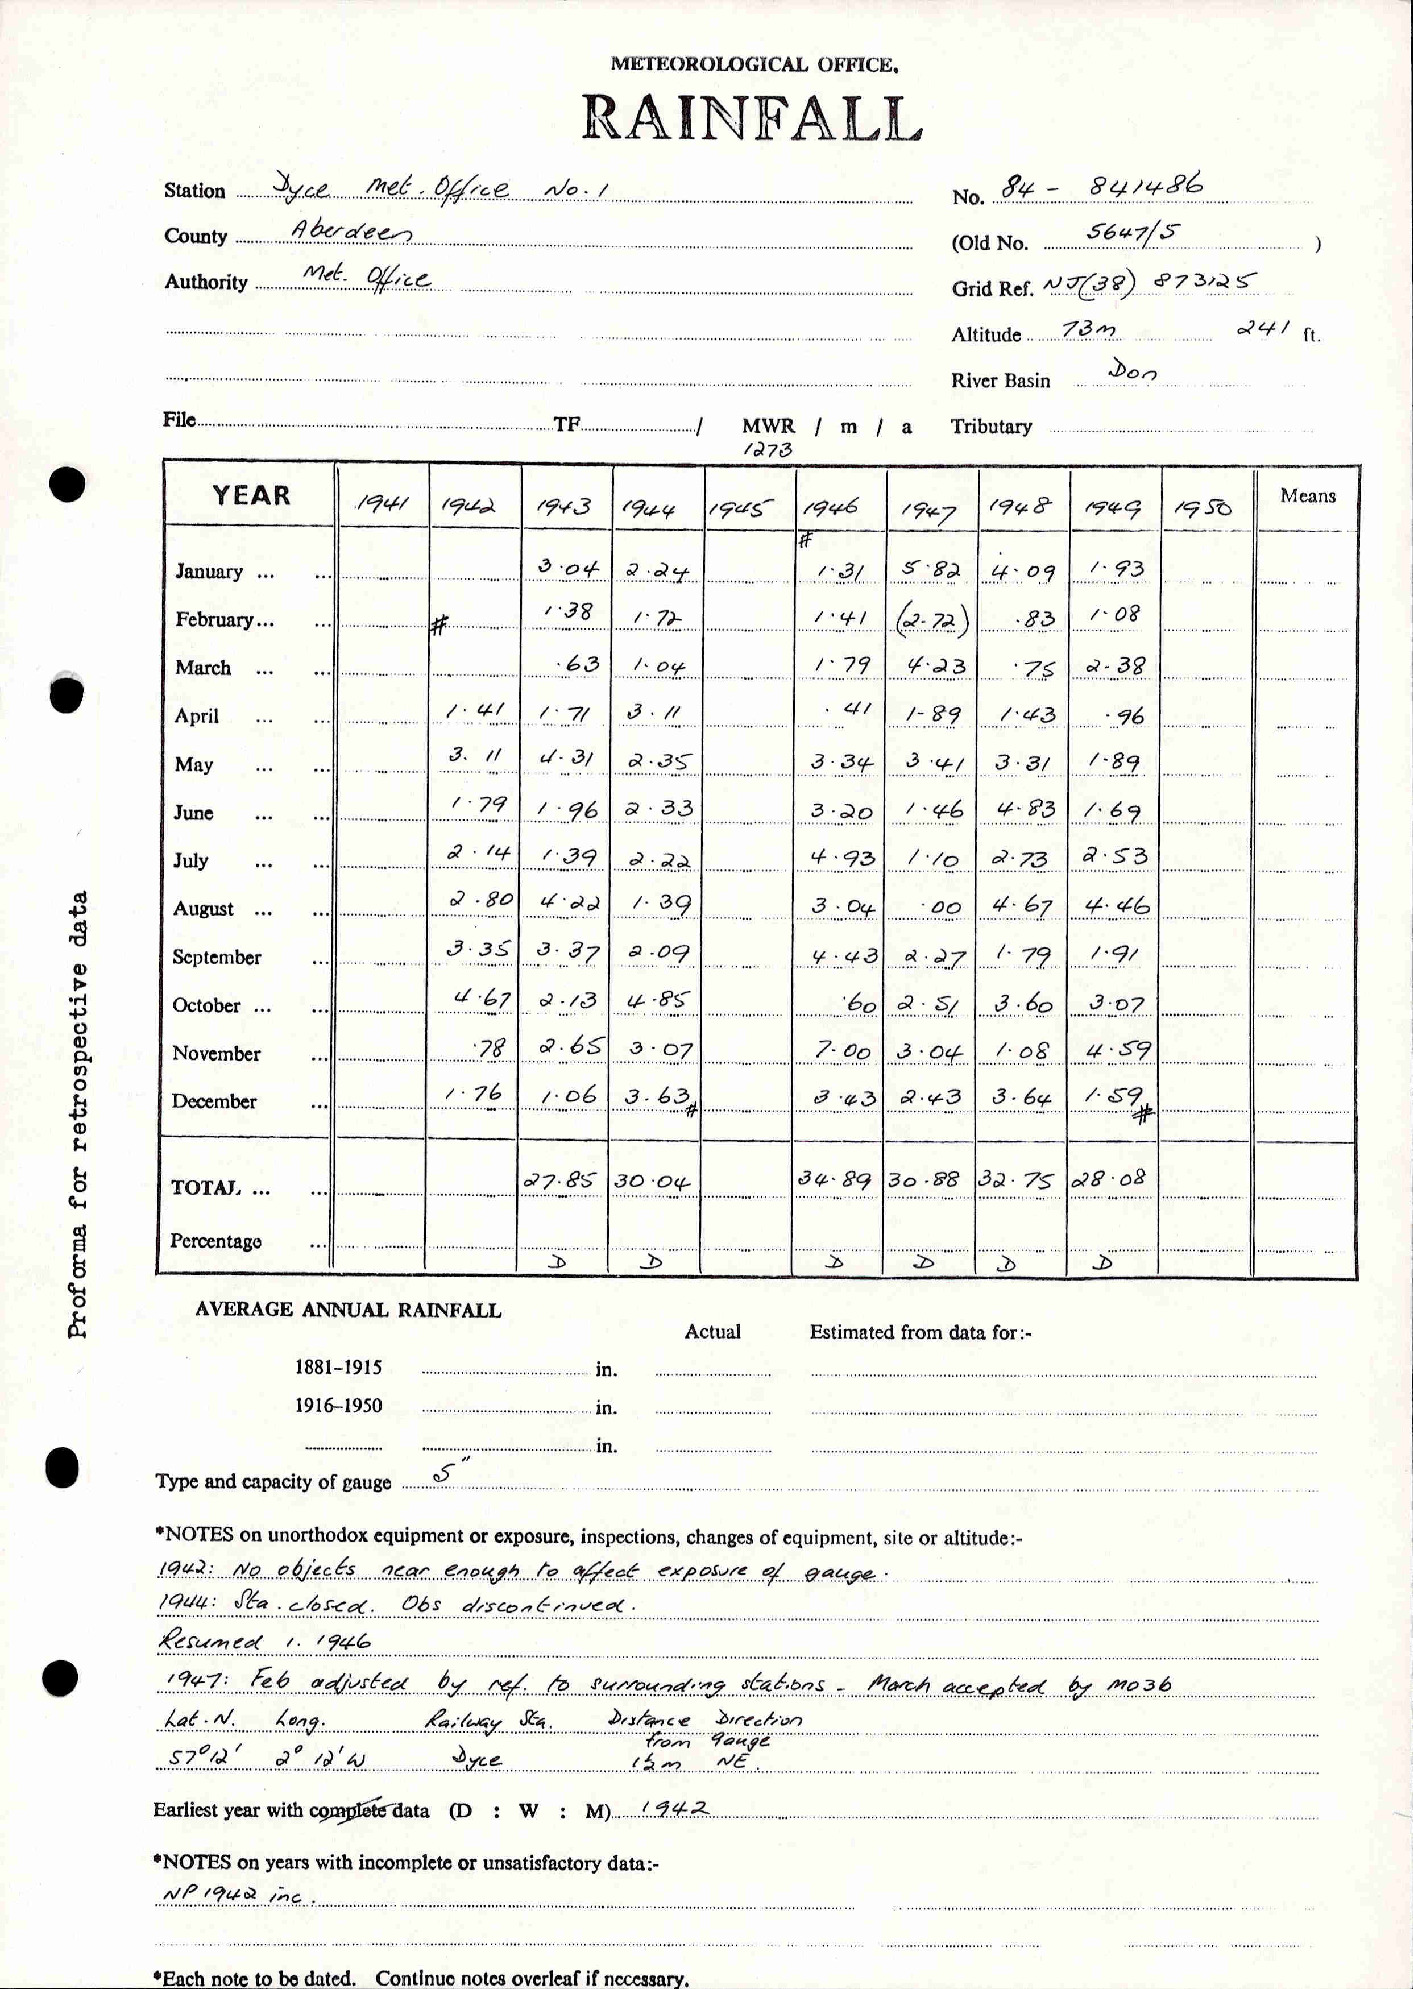 METEOROLOGICAL OFFICE.
RAINFALL
Station Dyce Met. Office No. 1 No. 84 - 841486
County Aberdeen (Old No. 5647/5 )
Authority Met. Office Grid Ref. NJ(38) 873125
Altitude 73m 241 ft.
River Basin Don
File TF / MWR / m / a Tributary
1273
YEAR 1941 1942 1943 1944 1945 1946 1947 1948 1949 1950 Means
#
January ... ... 3.04 2.24 1.31 5.82 4.09 1.93
February... ... # 1.38 1.72 1.41 (2.72) .83 1.08
March ... ... .63 1.04 1.79 4.23 .75 2.38
April ... ... 1.41 1.71 3.11 .41 1.89 1.43 .96
May ... ... 3.11 4.31 2.35 3.34 3.41 3.31 1.89
June ... ... 1.79 1.96 2.33 3.20 1.46 4.83 1.69
July ... ... 2.14 1.39 2.22 4.93 1.10 2.73 2.53
August ... ... 2.80 4.22 1.39 3.04 .00 4.67 4.46
September ... 3.35 3.37 2.09 4.43 2.27 1.79 1.91
October ... ... 4.67 2.13 4.85 .60 2.51 3.60 3.07
November ... .78 2.65 3.07 7.00 3.04 1.08 4.59
December ... 1.76 1.06 3.63 # 3.43 2.43 3.64 1.59 #
TOTAL ... ... 27.85 30.04 34.89 30.88 32.75 28.08
Percentage ...
D D D D D D
Proforma for retrospective data
AVERAGE ANNUAL RAINFALL
Actual Estimated from data for:-
1881-1915 in.
1916-1950 in.
in.
Type and capacity of gauge 5"
*NOTES on unorthodox equipment or exposure, inspections, changes of equipment, site or altitude:-
1942: No objects near enough to affect exposure of gauge.
1944: Sta. closed. Obs discontinued.
Resumed 1. 1946
1947: Feb adjusted by ref. to surrounding stations - March accepted by MO3b
Lat. N. Long. Railway Sta. Distance Direction
from gauge
57°12' 2° 12'W Dyce 1½m NE.
Earliest year with complete data (D : W : M) 1942
*NOTES on years with incomplete or unsatisfactory data:-
NP 1942 inc.
*Each note to be dated. Continue notes overleaf if necessary.